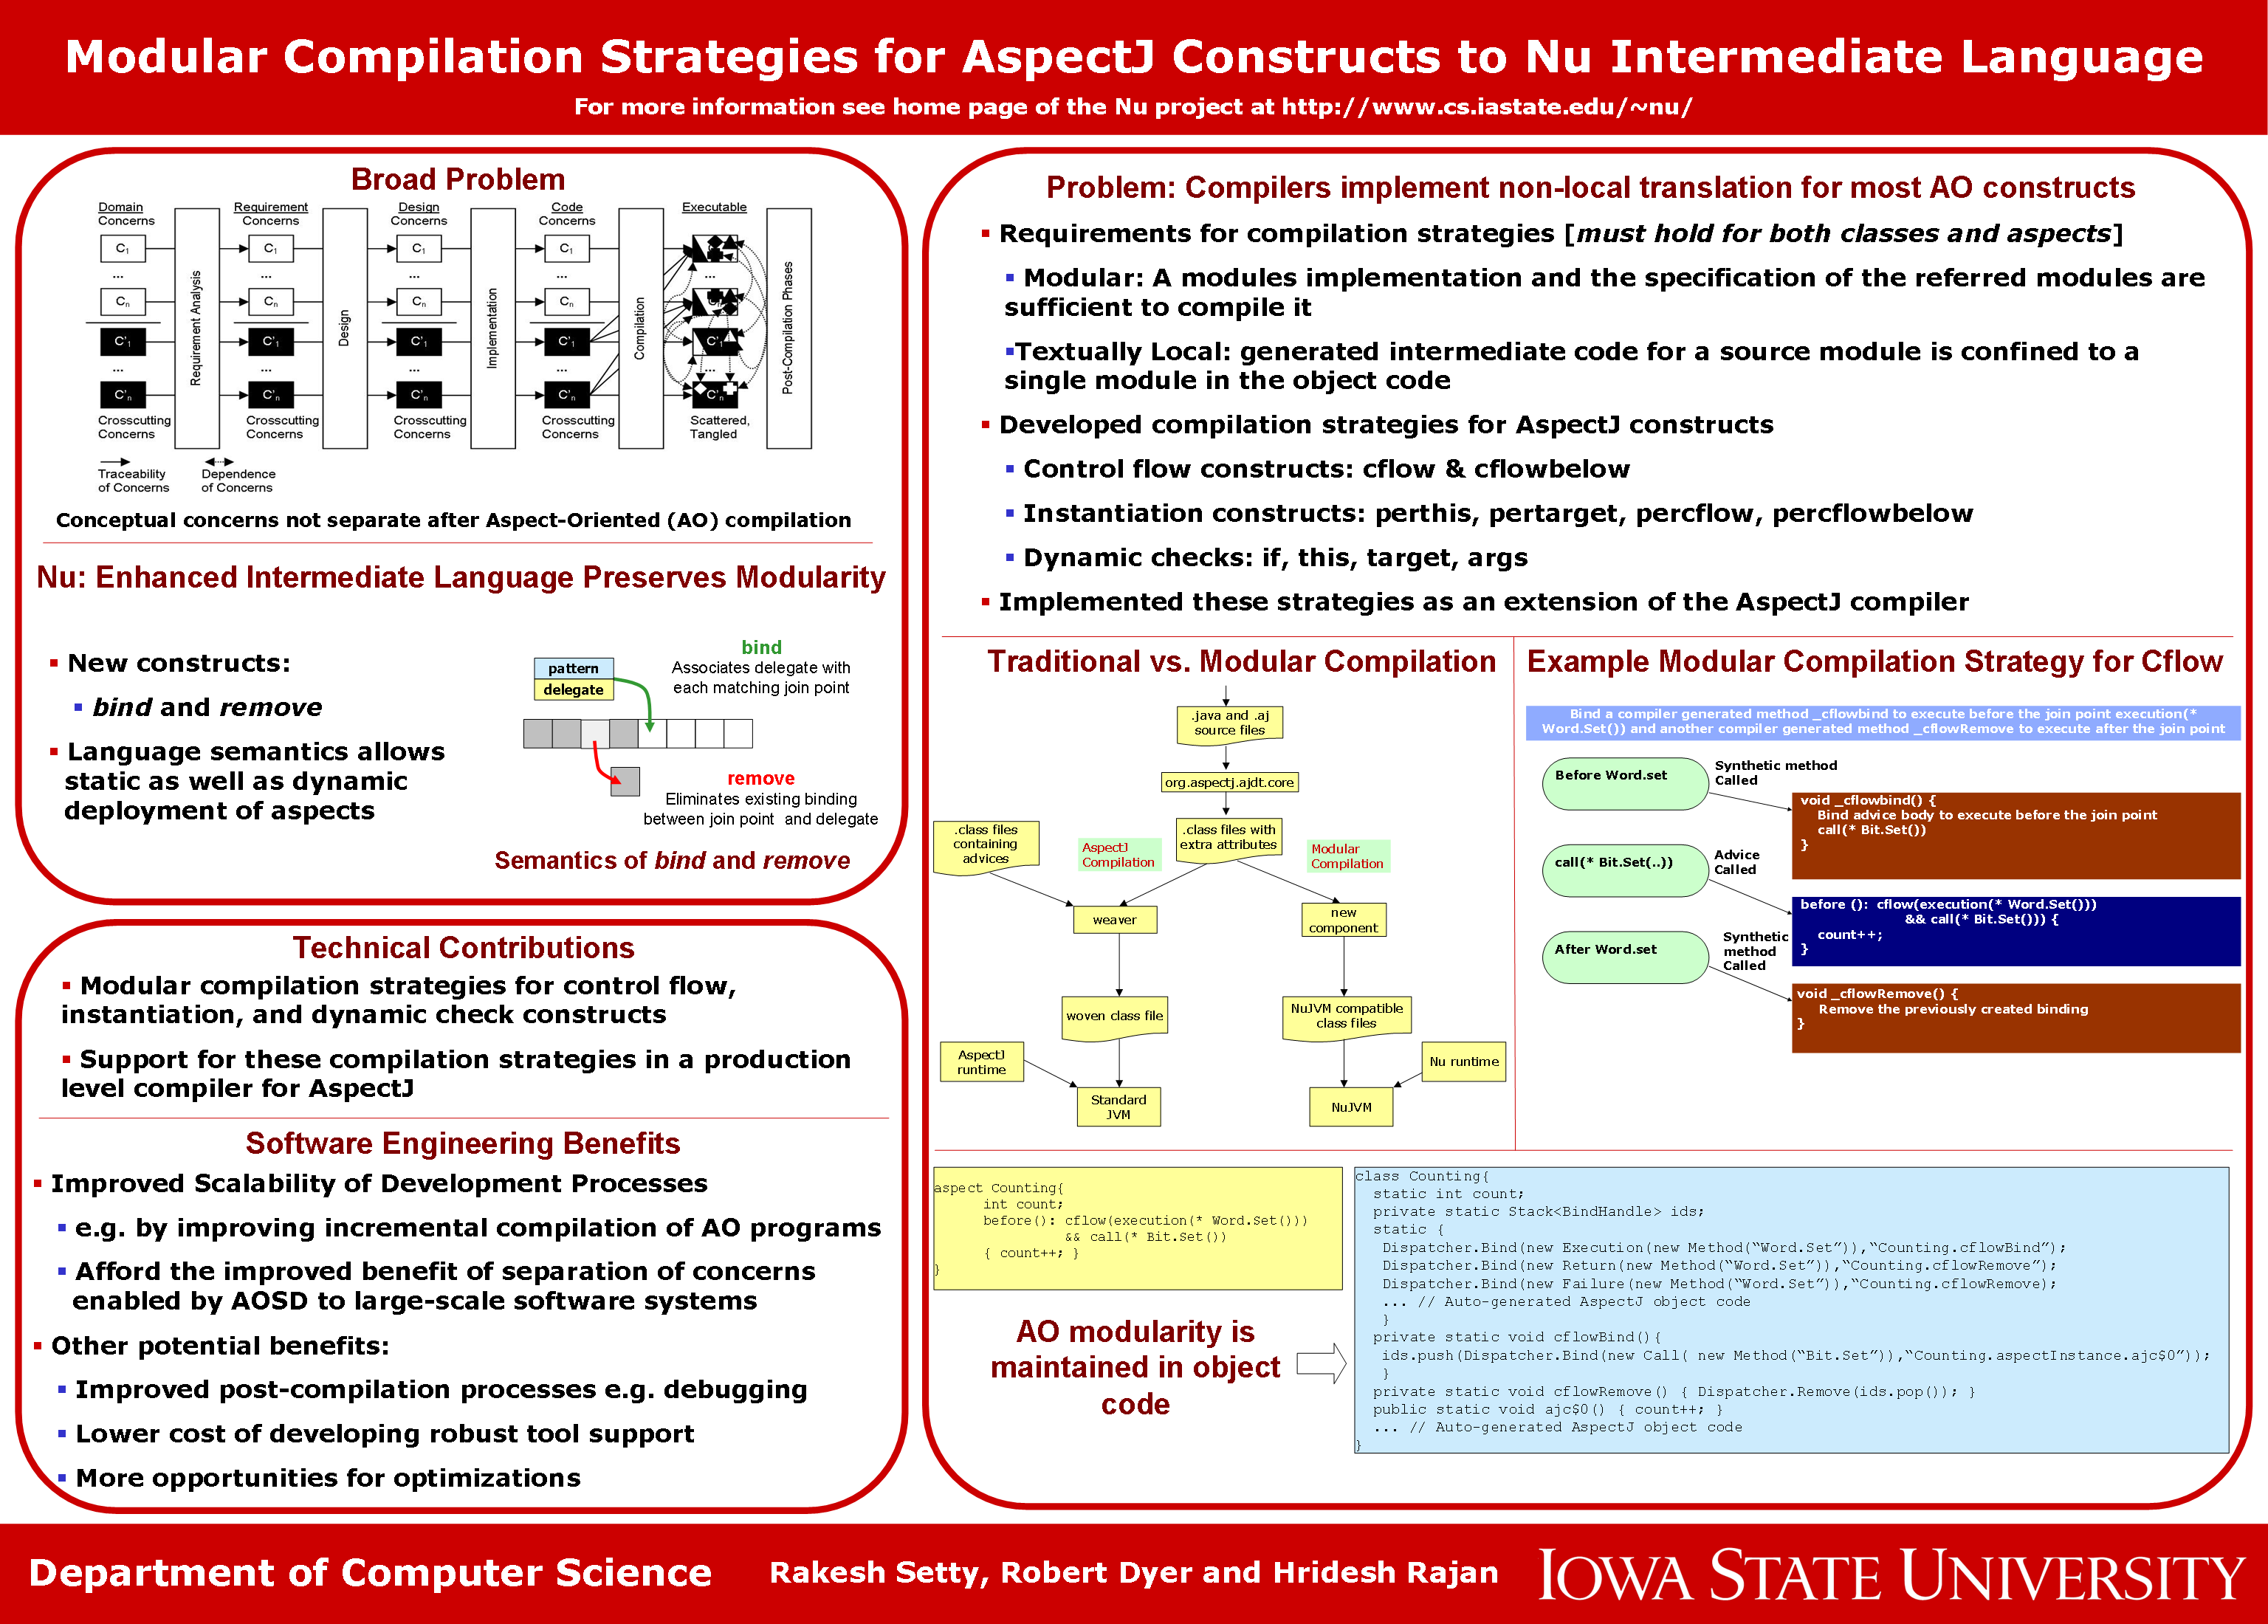 Modular Compilation Strategies for AspectJ Constructs to Nu Intermediate Language
For more information see home page of the Nu project at http://www.cs.iastate.edu/~nu/
Broad Problem
Domain Concerns
Requirement Concerns
Design Concerns
Code Concerns
Executable
C1
C1
C1
C1
...
...
...
...
...
Cn
Cn
Cn
Cn
C'1
C'1
C'1
C'1
C'1
...
...
...
...
...
C'n
C'n
C'n
C'n
C'n
Requirement Analysis
Design
Implementation
Compilation
Post-Compilation Phases
Crosscutting Concerns
Crosscutting Concerns
Crosscutting Concerns
Crosscutting Concerns
Scattered, Tangled
Traceability of Concerns
Dependence of Concerns
Conceptual concerns not separate after Aspect-Oriented (AO) compilation
Nu: Enhanced Intermediate Language Preserves Modularity
▪ New constructs:
▪ bind and remove
▪ Language semantics allows
static as well as dynamic
deployment of aspects
pattern
delegate
bind
Associates delegate with
each matching join point
remove
Eliminates existing binding
between join point and delegate
Semantics of bind and remove
Technical Contributions
▪ Modular compilation strategies for control flow,
instantiation, and dynamic check constructs
▪ Support for these compilation strategies in a production
level compiler for AspectJ
Software Engineering Benefits
▪ Improved Scalability of Development Processes
▪ e.g. by improving incremental compilation of AO programs
▪ Afford the improved benefit of separation of concerns
enabled by AOSD to large-scale software systems
▪ Other potential benefits:
▪ Improved post-compilation processes e.g. debugging
▪ Lower cost of developing robust tool support
▪ More opportunities for optimizations
Problem: Compilers implement non-local translation for most AO constructs
▪ Requirements for compilation strategies [must hold for both classes and aspects]
▪ Modular: A modules implementation and the specification of the referred modules are
sufficient to compile it
▪Textually Local: generated intermediate code for a source module is confined to a
single module in the object code
▪ Developed compilation strategies for AspectJ constructs
▪ Control flow constructs: cflow & cflowbelow
▪ Instantiation constructs: perthis, pertarget, percflow, percflowbelow
▪ Dynamic checks: if, this, target, args
▪ Implemented these strategies as an extension of the AspectJ compiler
Traditional vs. Modular Compilation
.java and .aj
source files
org.aspectj.ajdt.core
.class files
containing
advices
AspectJ
Compilation
.class files with
extra attributes
Modular
Compilation
weaver
new
component
woven class file
NuJVM compatible
class files
AspectJ
runtime
Nu runtime
Standard
JVM
NuJVM
Example Modular Compilation Strategy for Cflow
Bind a compiler generated method _cflowbind to execute before the join point execution(*
Word.Set()) and another compiler generated method _cflowRemove to execute after the join point
Before Word.set
Synthetic method
Called
void _cflowbind() {
Bind advice body to execute before the join point
call(* Bit.Set())
}
call(* Bit.Set(..))
Advice
Called
before (): cflow(execution(* Word.Set()))
&& call(* Bit.Set())) {
count++;
}
After Word.set
Synthetic
method
Called
void _cflowRemove() {
Remove the previously created binding
}
aspect Counting{
int count;
before(): cflow(execution(* Word.Set()))
&& call(* Bit.Set())
{ count++; }
}
AO modularity is
maintained in object
code
class Counting{
static int count;
private static Stack<BindHandle> ids;
static {
Dispatcher.Bind(new Execution(new Method(“Word.Set”)),“Counting.cflowBind”);
Dispatcher.Bind(new Return(new Method(“Word.Set”)),“Counting.cflowRemove”);
Dispatcher.Bind(new Failure(new Method(“Word.Set”)),“Counting.cflowRemove);
... // Auto-generated AspectJ object code
}
private static void cflowBind(){
ids.push(Dispatcher.Bind(new Call( new Method(“Bit.Set”)),“Counting.aspectInstance.ajc$0”));
}
private static void cflowRemove() { Dispatcher.Remove(ids.pop()); }
public static void ajc$0() { count++; }
... // Auto-generated AspectJ object code
}
Department of Computer Science
Rakesh Setty, Robert Dyer and Hridesh Rajan
IOWA STATE UNIVERSITY